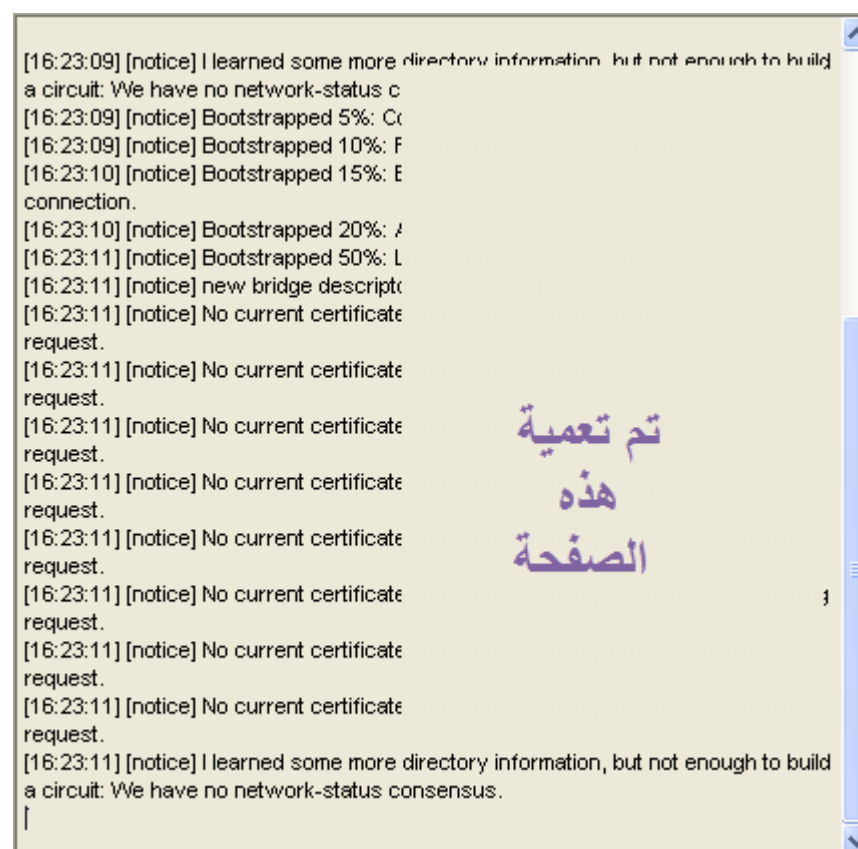 [16:23:09] [notice] I learned some more directory information, but not enough to build
a circuit: We have no network-status c
[16:23:09] [notice] Bootstrapped 5%: Co
[16:23:09] [notice] Bootstrapped 10%: F
[16:23:10] [notice] Bootstrapped 15%: E
connection.
[16:23:10] [notice] Bootstrapped 20%: A
[16:23:11] [notice] Bootstrapped 50%: L
[16:23:11] [notice] new bridge descripto
[16:23:11] [notice] No current certificate
request.
[16:23:11] [notice] No current certificate
request.
[16:23:11] [notice] No current certificate
request.
[16:23:11] [notice] No current certificate
request.
[16:23:11] [notice] No current certificate
request.
[16:23:11] [notice] No current certificate
request.
[16:23:11] [notice] No current certificate
request.
[16:23:11] [notice] No current certificate
request.
[16:23:11] [notice] I learned some more directory information, but not enough to build
a circuit: We have no network-status consensus.
تم تعمية
هذه
الصفحة